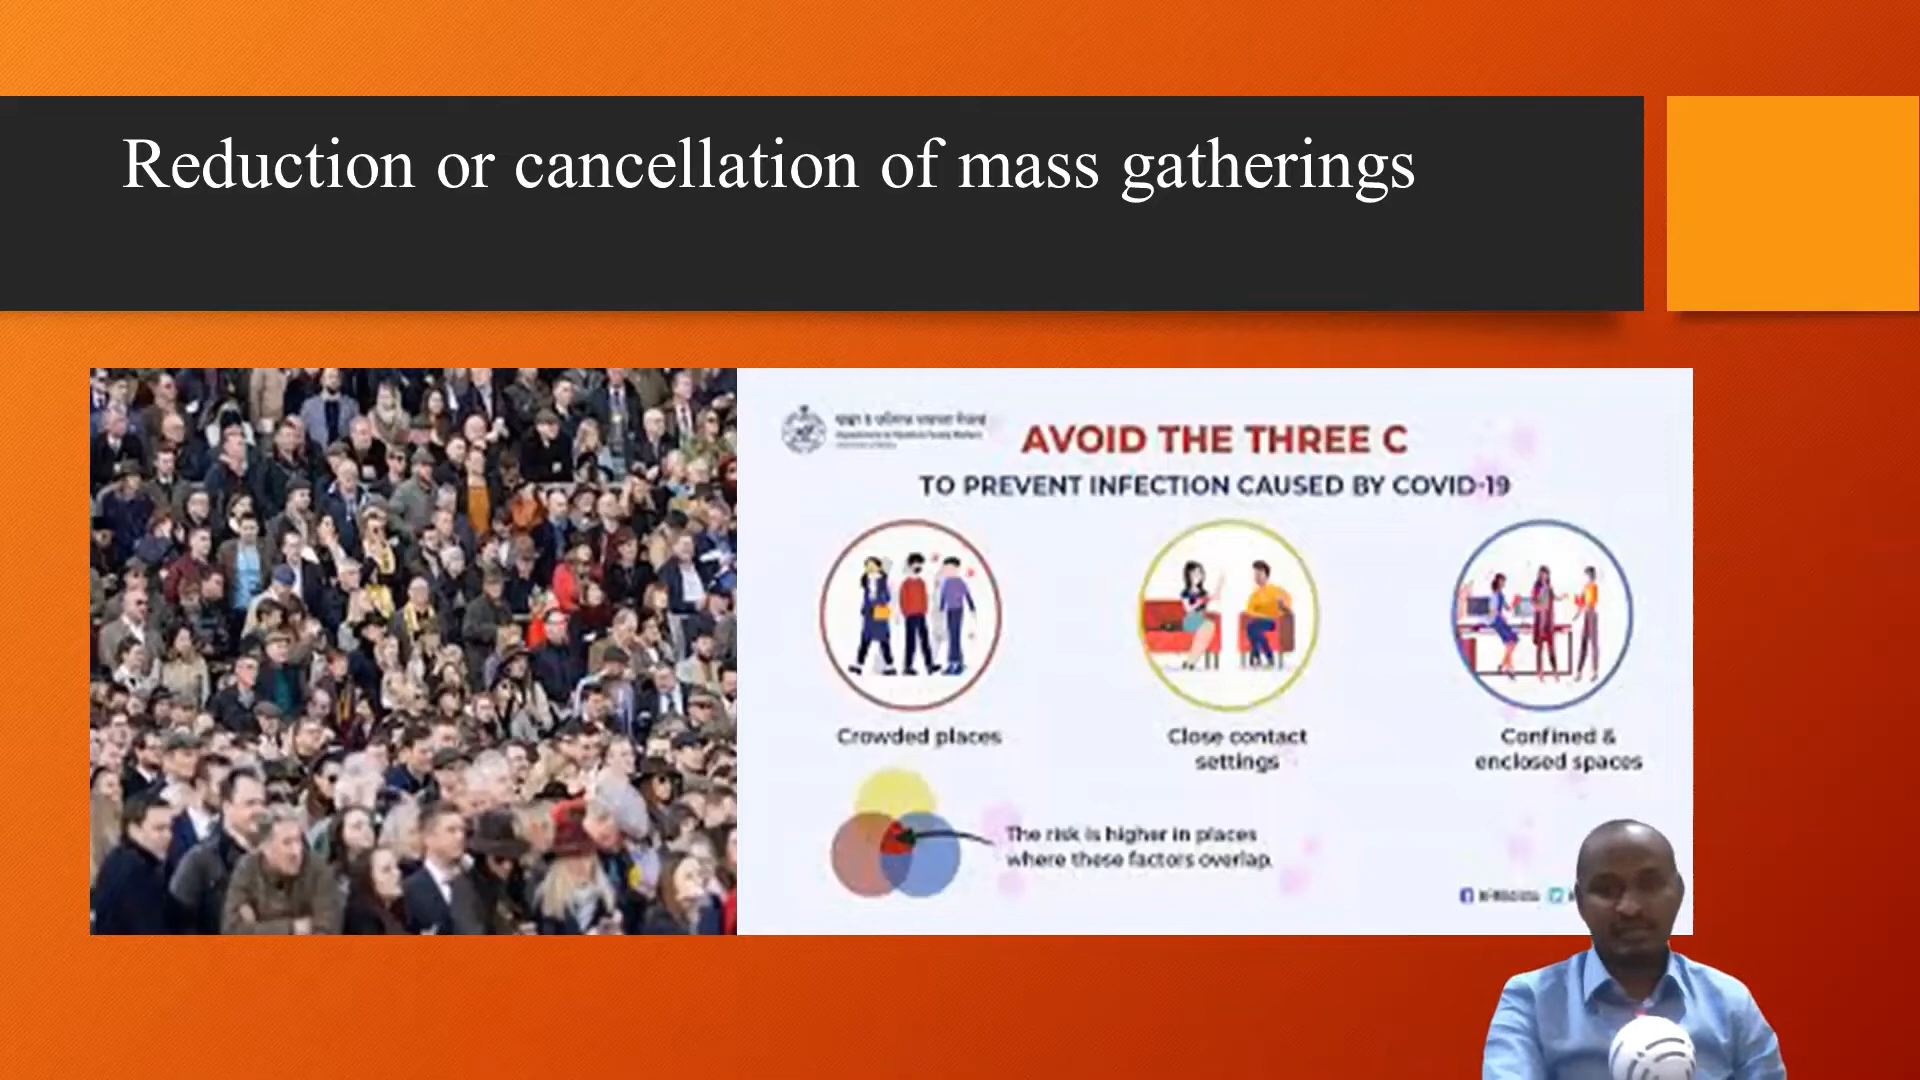 Reduction or cancellation of mass gatherings
AVOID THE THREE C
TO PREVENT INFECTION CAUSED BY COVID-19
Crowded places
Close contact
settings
Confined &
enclosed spaces
The risk is higher in places
where these factors overlap.